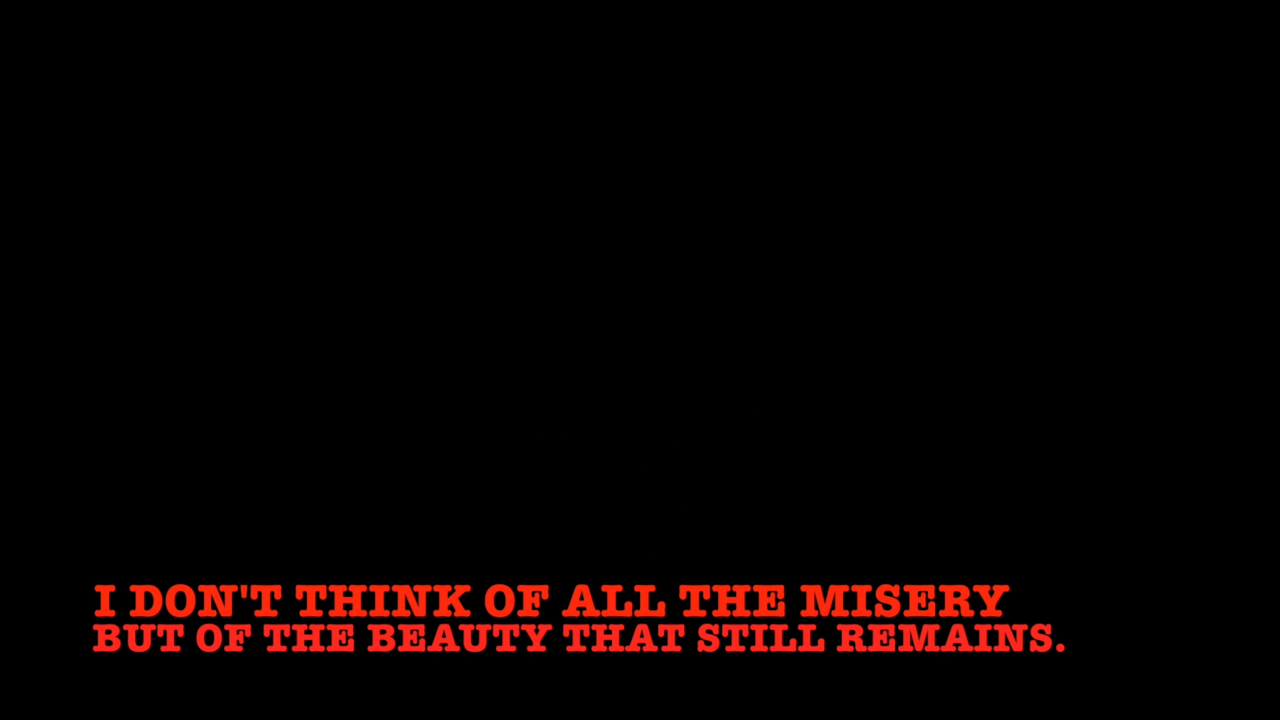 I DON'T THINK OF ALL THE MISERY
BUT OF THE BEAUTY THAT STILL REMAINS.